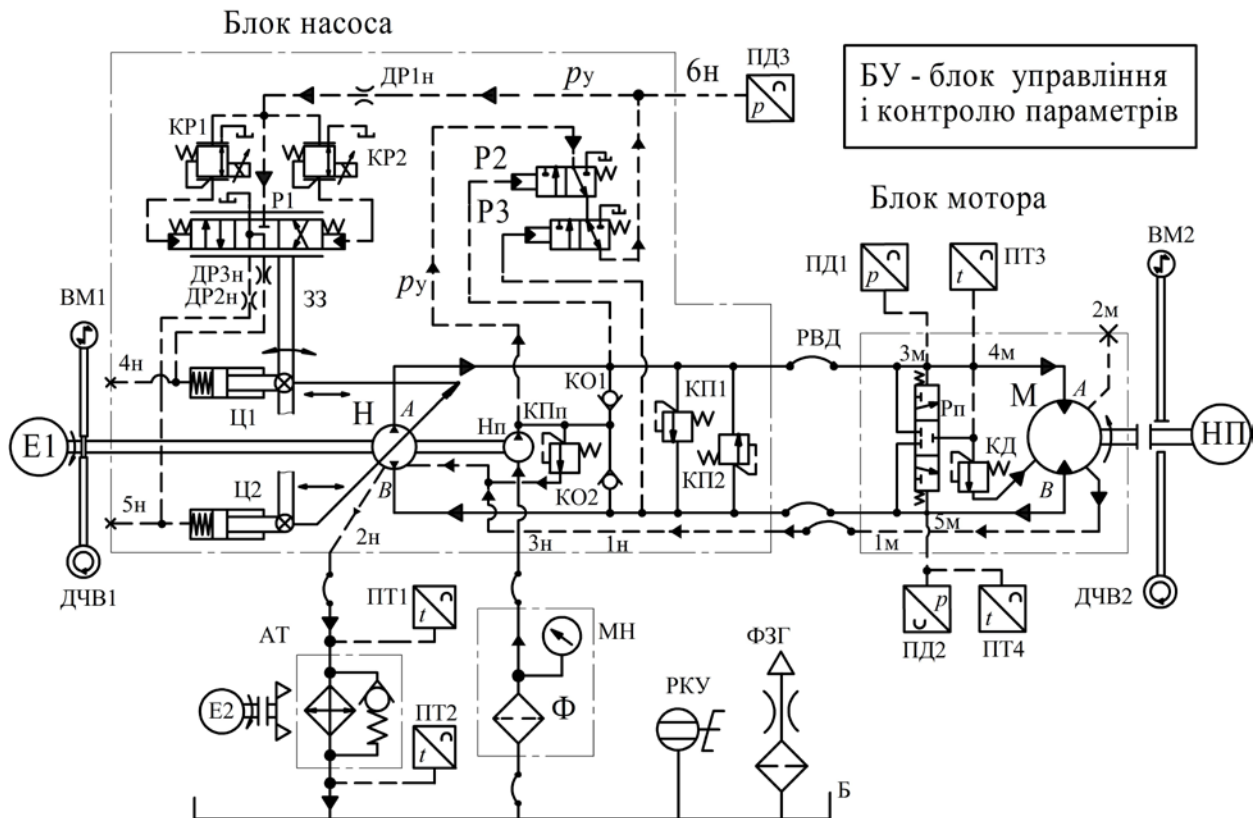 Блок насоса
ДР1н
pу
6н
ПД3
p
БУ - блок управління
і контролю параметрів
КР1
КР2
Р1
Р2
Р3
Блок мотора
ДР3н
ДР2н
ЗЗ
pу
ПД1
p
t
ПТ3
ВМ1
ВМ2
2м
4н
РВД
3м
4м
Ц1
Н
A
КО1
КП1
Рп
М
A
Е1
Нп
КПп
КД
НП
Ц2
B
КО2
КП2
B
5н
2н
3н
1н
5м
1м
ДЧВ1
ДЧВ2
ПТ1
t
МН
ФЗГ
p
ПД2
t
ПТ4
АТ
Е2
ПТ2
t
Ф
РКУ
Б